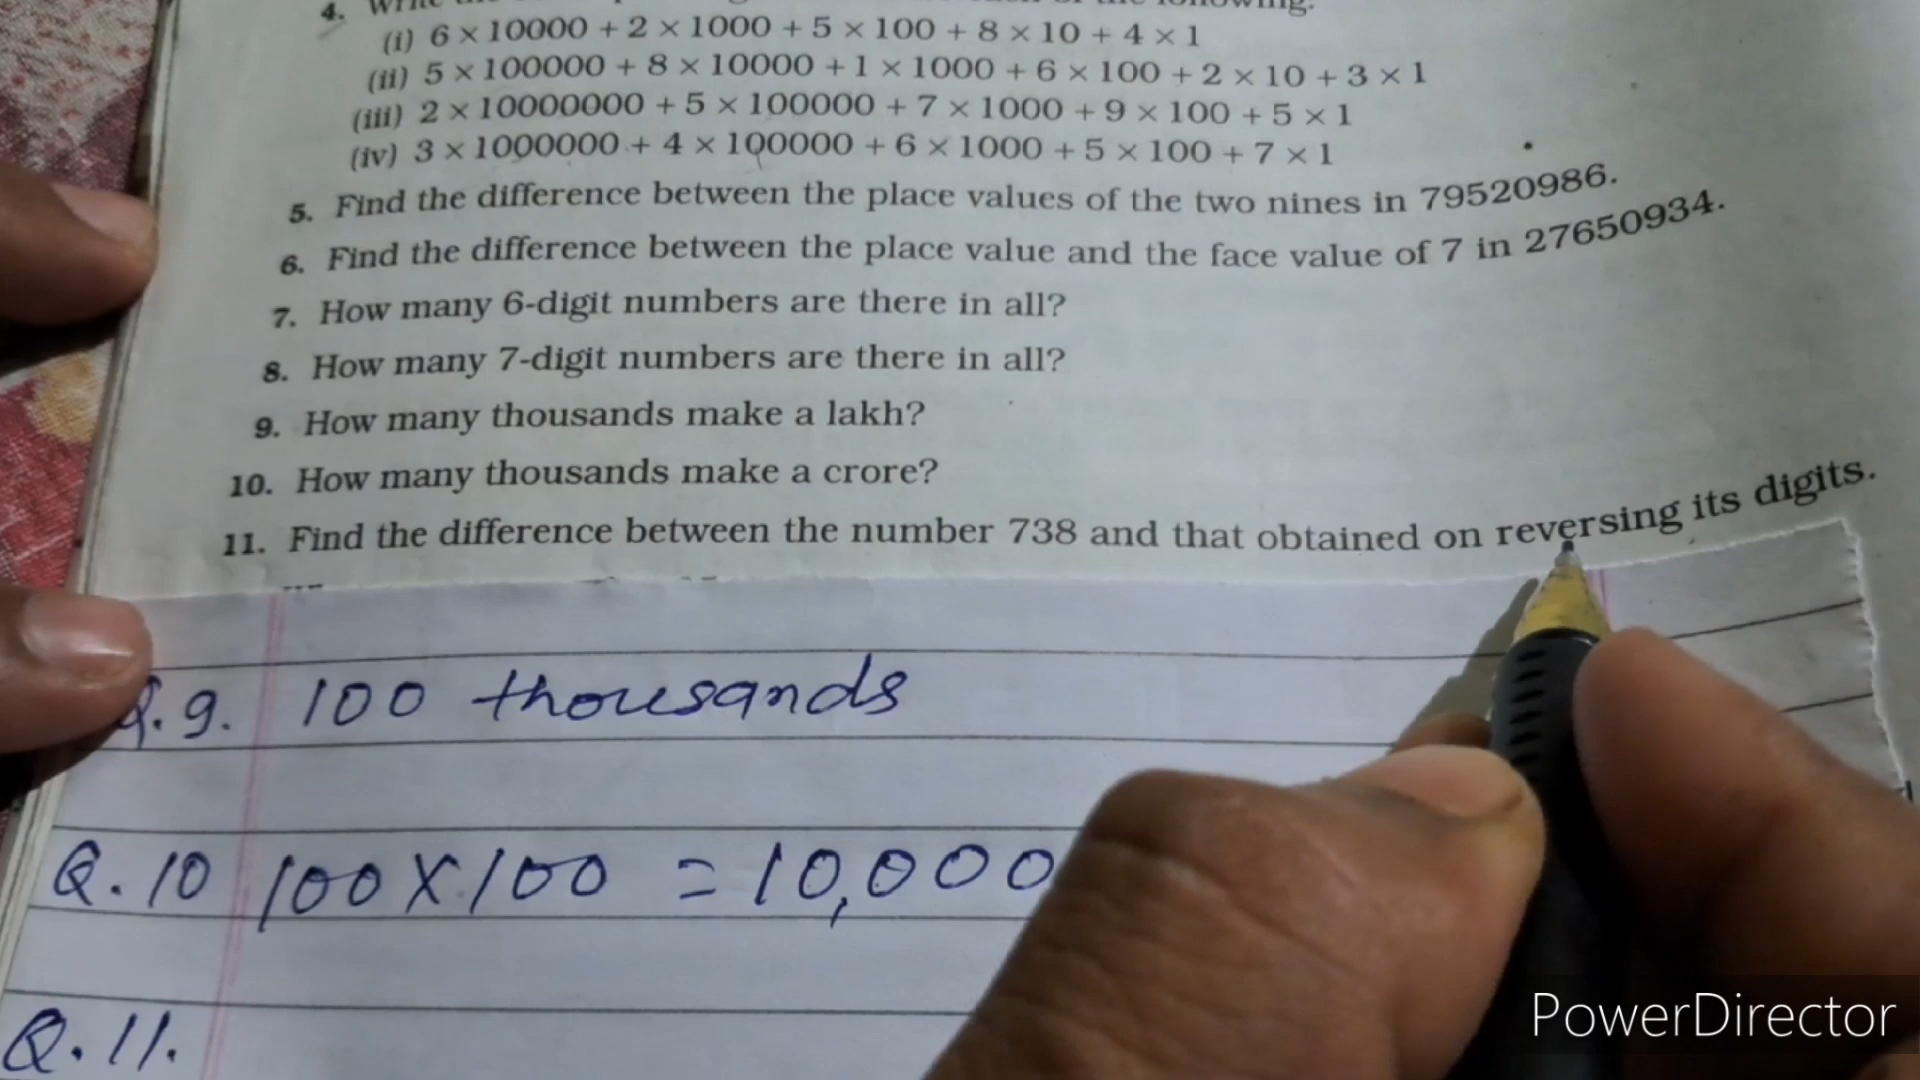 4.
(i) 6 × 10000 + 2 × 1000 + 5 × 100 + 8 × 10 + 4 × 1
(ii) 5 × 100000 + 8 × 10000 + 1 × 1000 + 6 × 100 + 2 × 10 + 3 × 1
(iii) 2 × 10000000 + 5 × 100000 + 7 × 1000 + 9 × 100 + 5 × 1
(iv) 3 × 1000000 + 4 × 100000 + 6 × 1000 + 5 × 100 + 7 × 1
5. Find the difference between the place values of the two nines in 79520986.
6. Find the difference between the place value and the face value of 7 in 27650934.
7. How many 6-digit numbers are there in all?
8. How many 7-digit numbers are there in all?
9. How many thousands make a lakh?
10. How many thousands make a crore?
11. Find the difference between the number 738 and that obtained on reversing its digits.
Q.9. 100 thousands
Q.10 100 X 100 = 10,000
Q.11.
PowerDirector